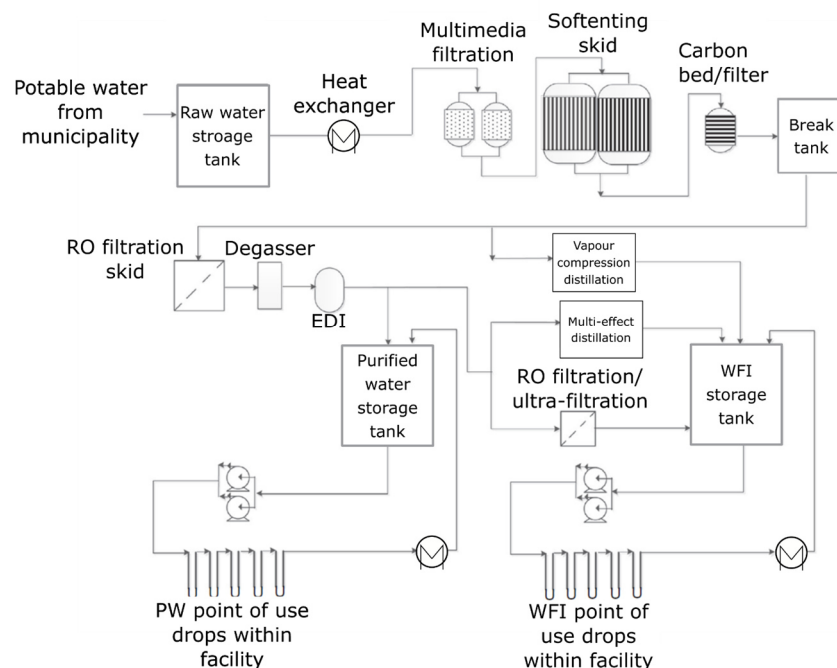 Potable water
from
municipality
Raw water
stroage
tank
Heat
exchanger
Multimedia
filtration
Softenting
skid
Carbon
bed/filter
Break
tank
RO filtration
skid
Degasser
EDI
Vapour
compression
distillation
Multi-effect
distillation
RO filtration/
ultra-filtration
Purified
water
storage
tank
WFI
storage
tank
PW point of use
drops within
facility
WFI point of
use drops
within facility